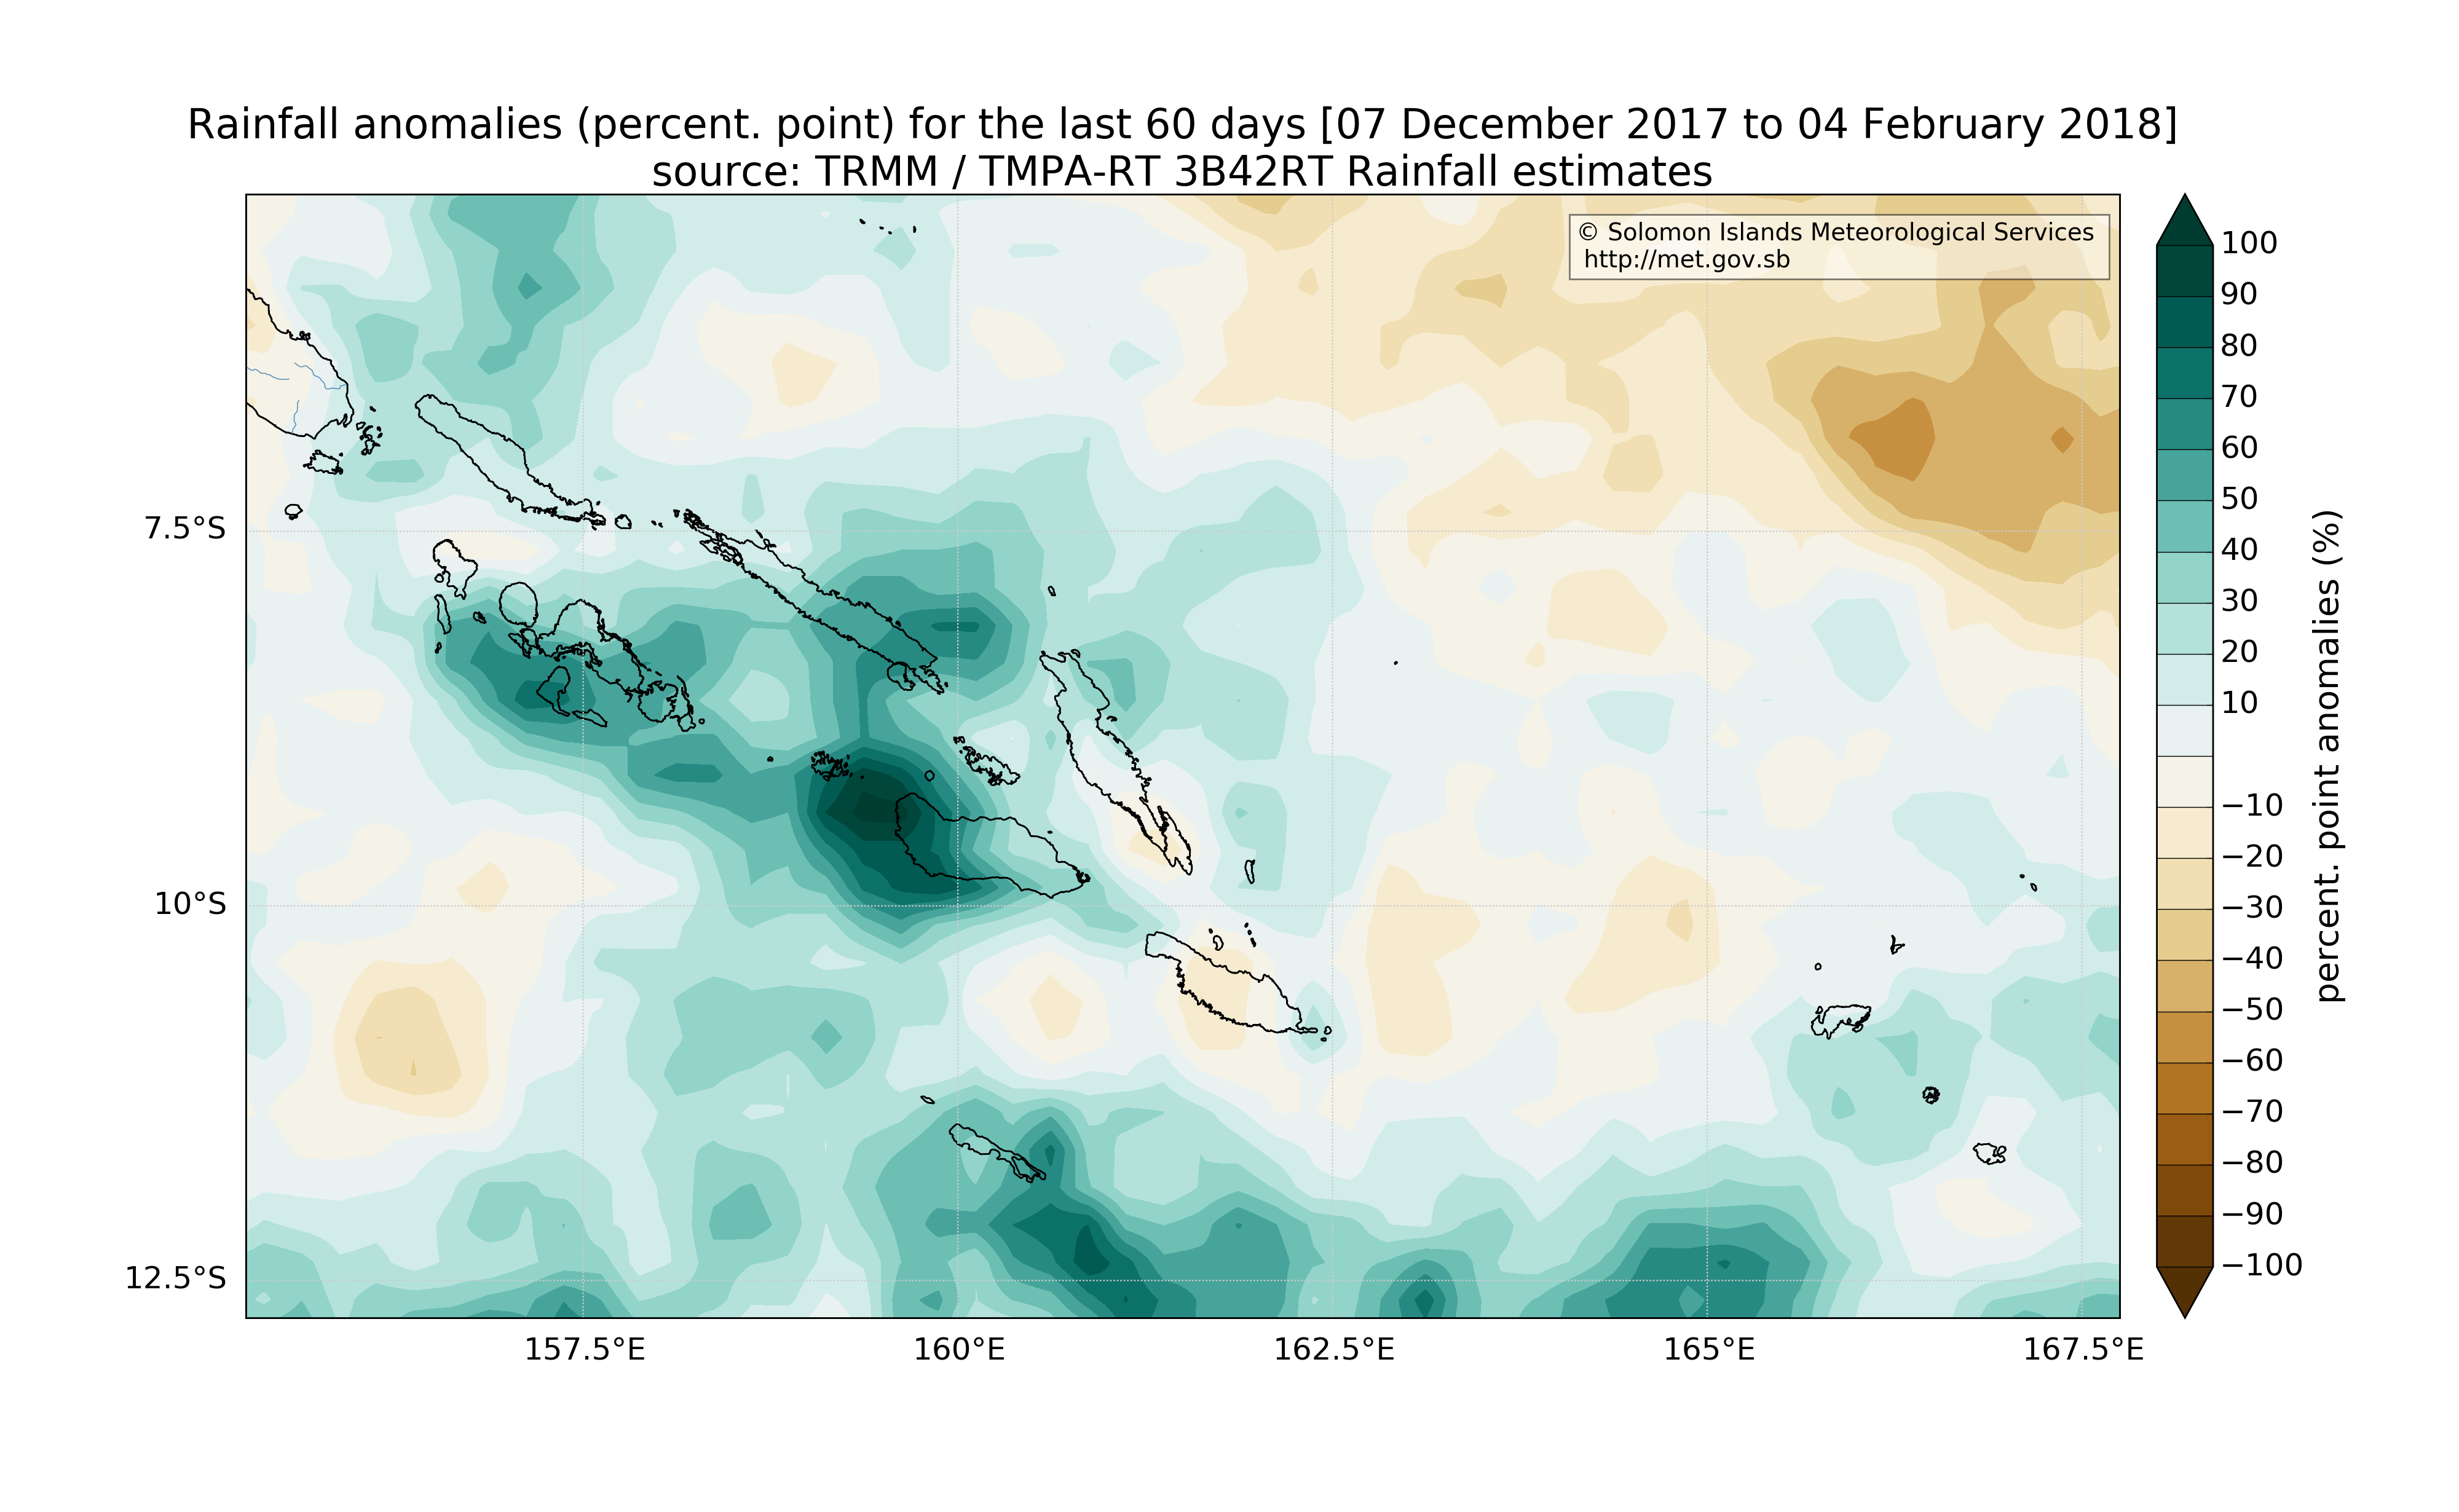 Rainfall anomalies (percent. point) for the last 60 days [07 December 2017 to 04 February 2018]
source: TRMM / TMPA-RT 3B42RT Rainfall estimates
© Solomon Islands Meteorological Services
http://met.gov.sb
7.5°S
10°S
12.5°S
157.5°E
160°E
162.5°E
165°E
167.5°E
100
90
80
70
60
50
40
30
20
10
−10
−20
−30
−40
−50
−60
−70
−80
−90
−100
percent. point anomalies (%)